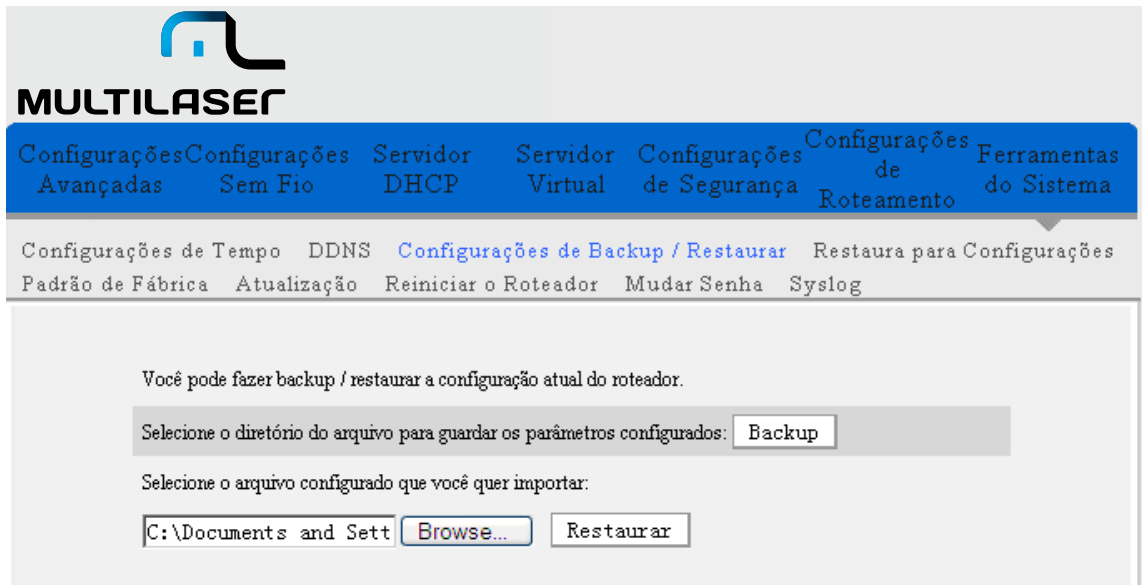 MULTILASER
Configurações Avançadas
Configurações Sem Fio
Servidor DHCP
Servidor Virtual
Configurações de Segurança
Configurações de Roteamento
Ferramentas do Sistema
Configurações de Tempo DDNS Configurações de Backup / Restaurar Restaura para Configurações
Padrão de Fábrica Atualização Reiniciar o Roteador Mudar Senha Syslog
Você pode fazer backup / restaurar a configuração atual do roteador.
Selecione o diretório do arquivo para guardar os parâmetros configurados: Backup
Selecione o arquivo configurado que você quer importar:
C:\Documents and Sett Browse... Restaurar